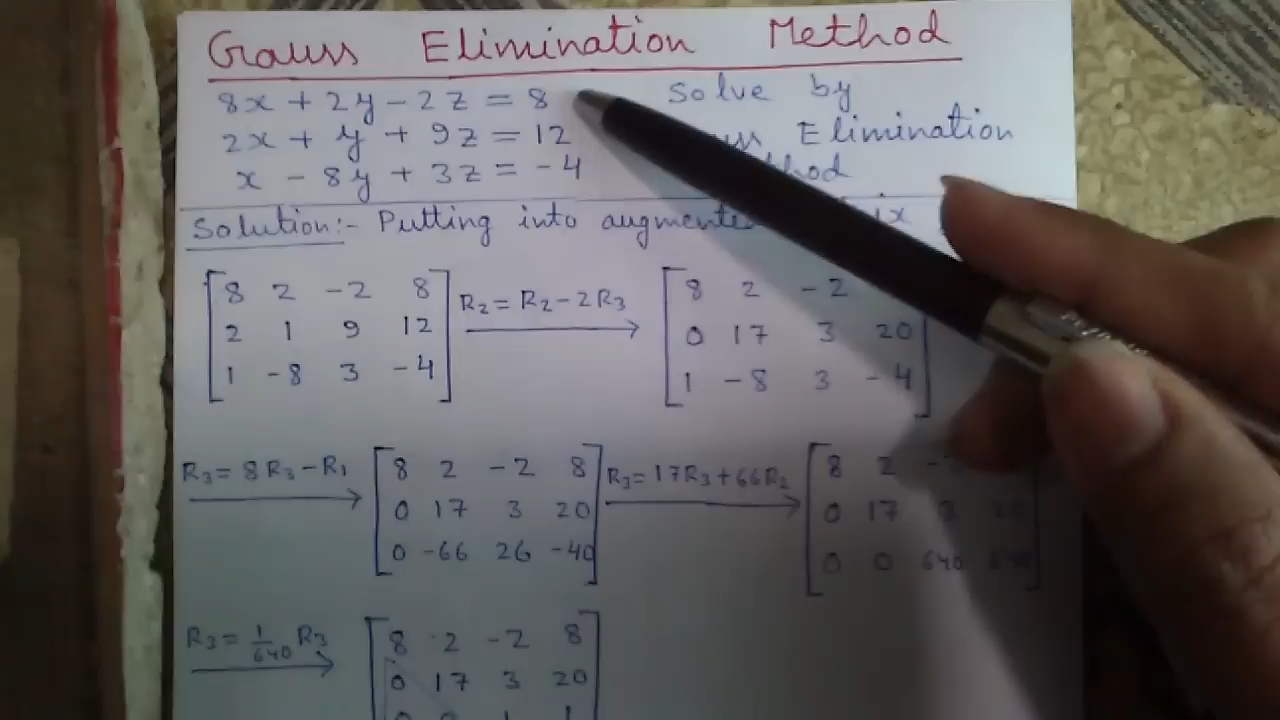 Gauss Elimination Method
8x + 2y - 2z = 8 Solve by
2x + y + 9z = 12 Elimination
x - 8y + 3z = -4
Solution:- Putting into
[8 2 -2 8] R2 = R2 - 2R3 [8 2 -2
[2 1 9 12] → [0 17 3 20]
[1 -8 3 -4] [1 -8 3 -4]
R3 = 8R3 - R1 → [8 2 -2 8] R3 = 17R3 + 66R2 → [8 2
[0 17 3 20] [0 17
[0 -66 26 -40] [0 0 640
R3 = 1/640 R3 → [8 2 -2 8]
[0 17 3 20]